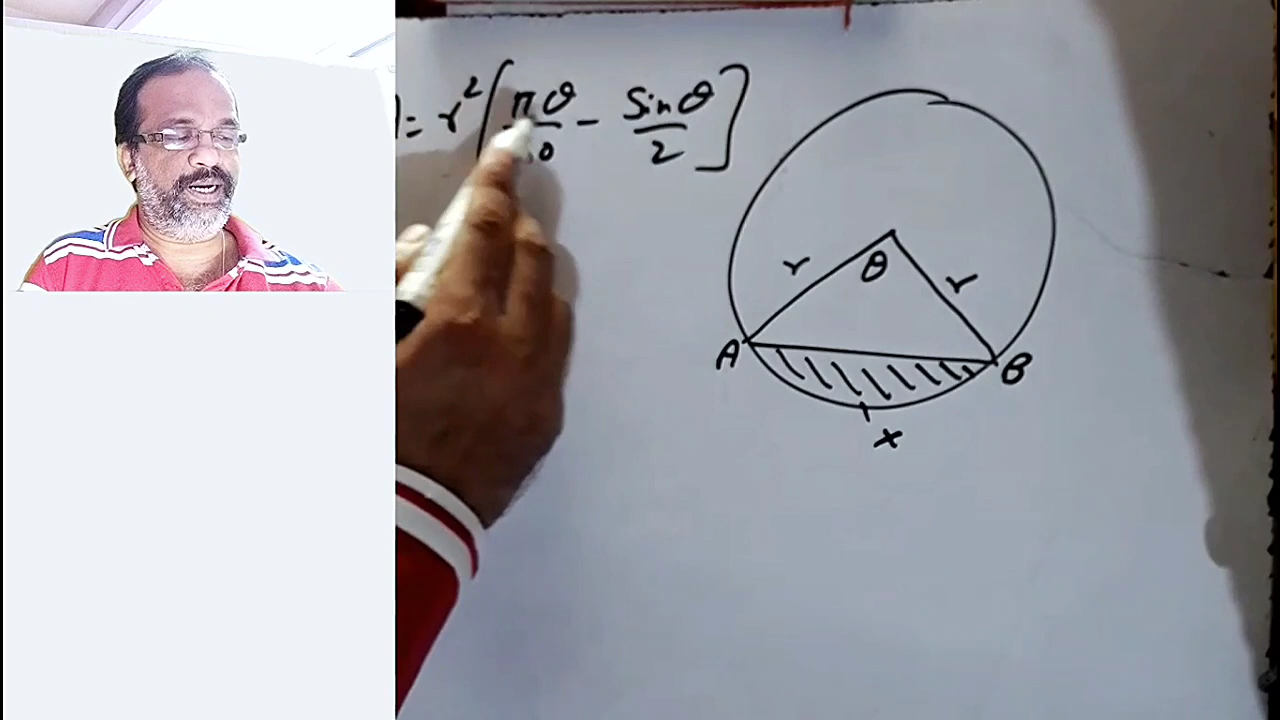 = r² [ πθ/ - sinθ/2 ]
θ
r
r
A
B
x